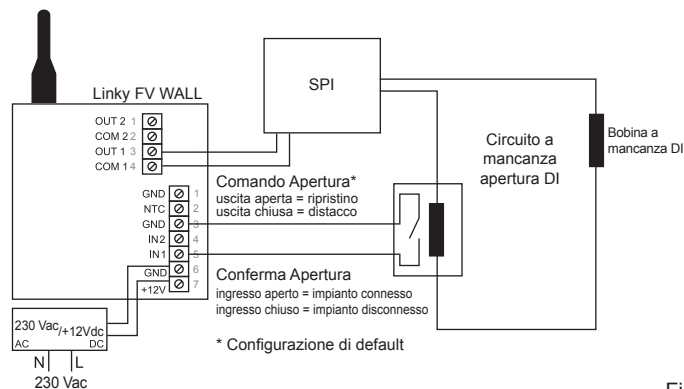 Linky FV WALL
SPI
OUT 2 1
COM 2 2
OUT 1 3
COM 1 4
Circuito a
mancanza
apertura DI
Bobina a
mancanza DI
GND 1
NTC 2
GND 3
IN2 4
IN1 5
GND 6
+12V 7
Comando Apertura*
uscita aperta = ripristino
uscita chiusa = distacco
Conferma Apertura
ingresso aperto = impianto connesso
ingresso chiuso = impianto disconnesso
* Configurazione di default
230 Vac/+12Vdc
AC DC
N L
230 Vac